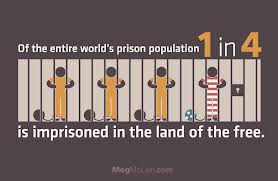 Of the entire world's prison population 1 in 4
is imprisoned in the land of the free.
MegMcLain.com